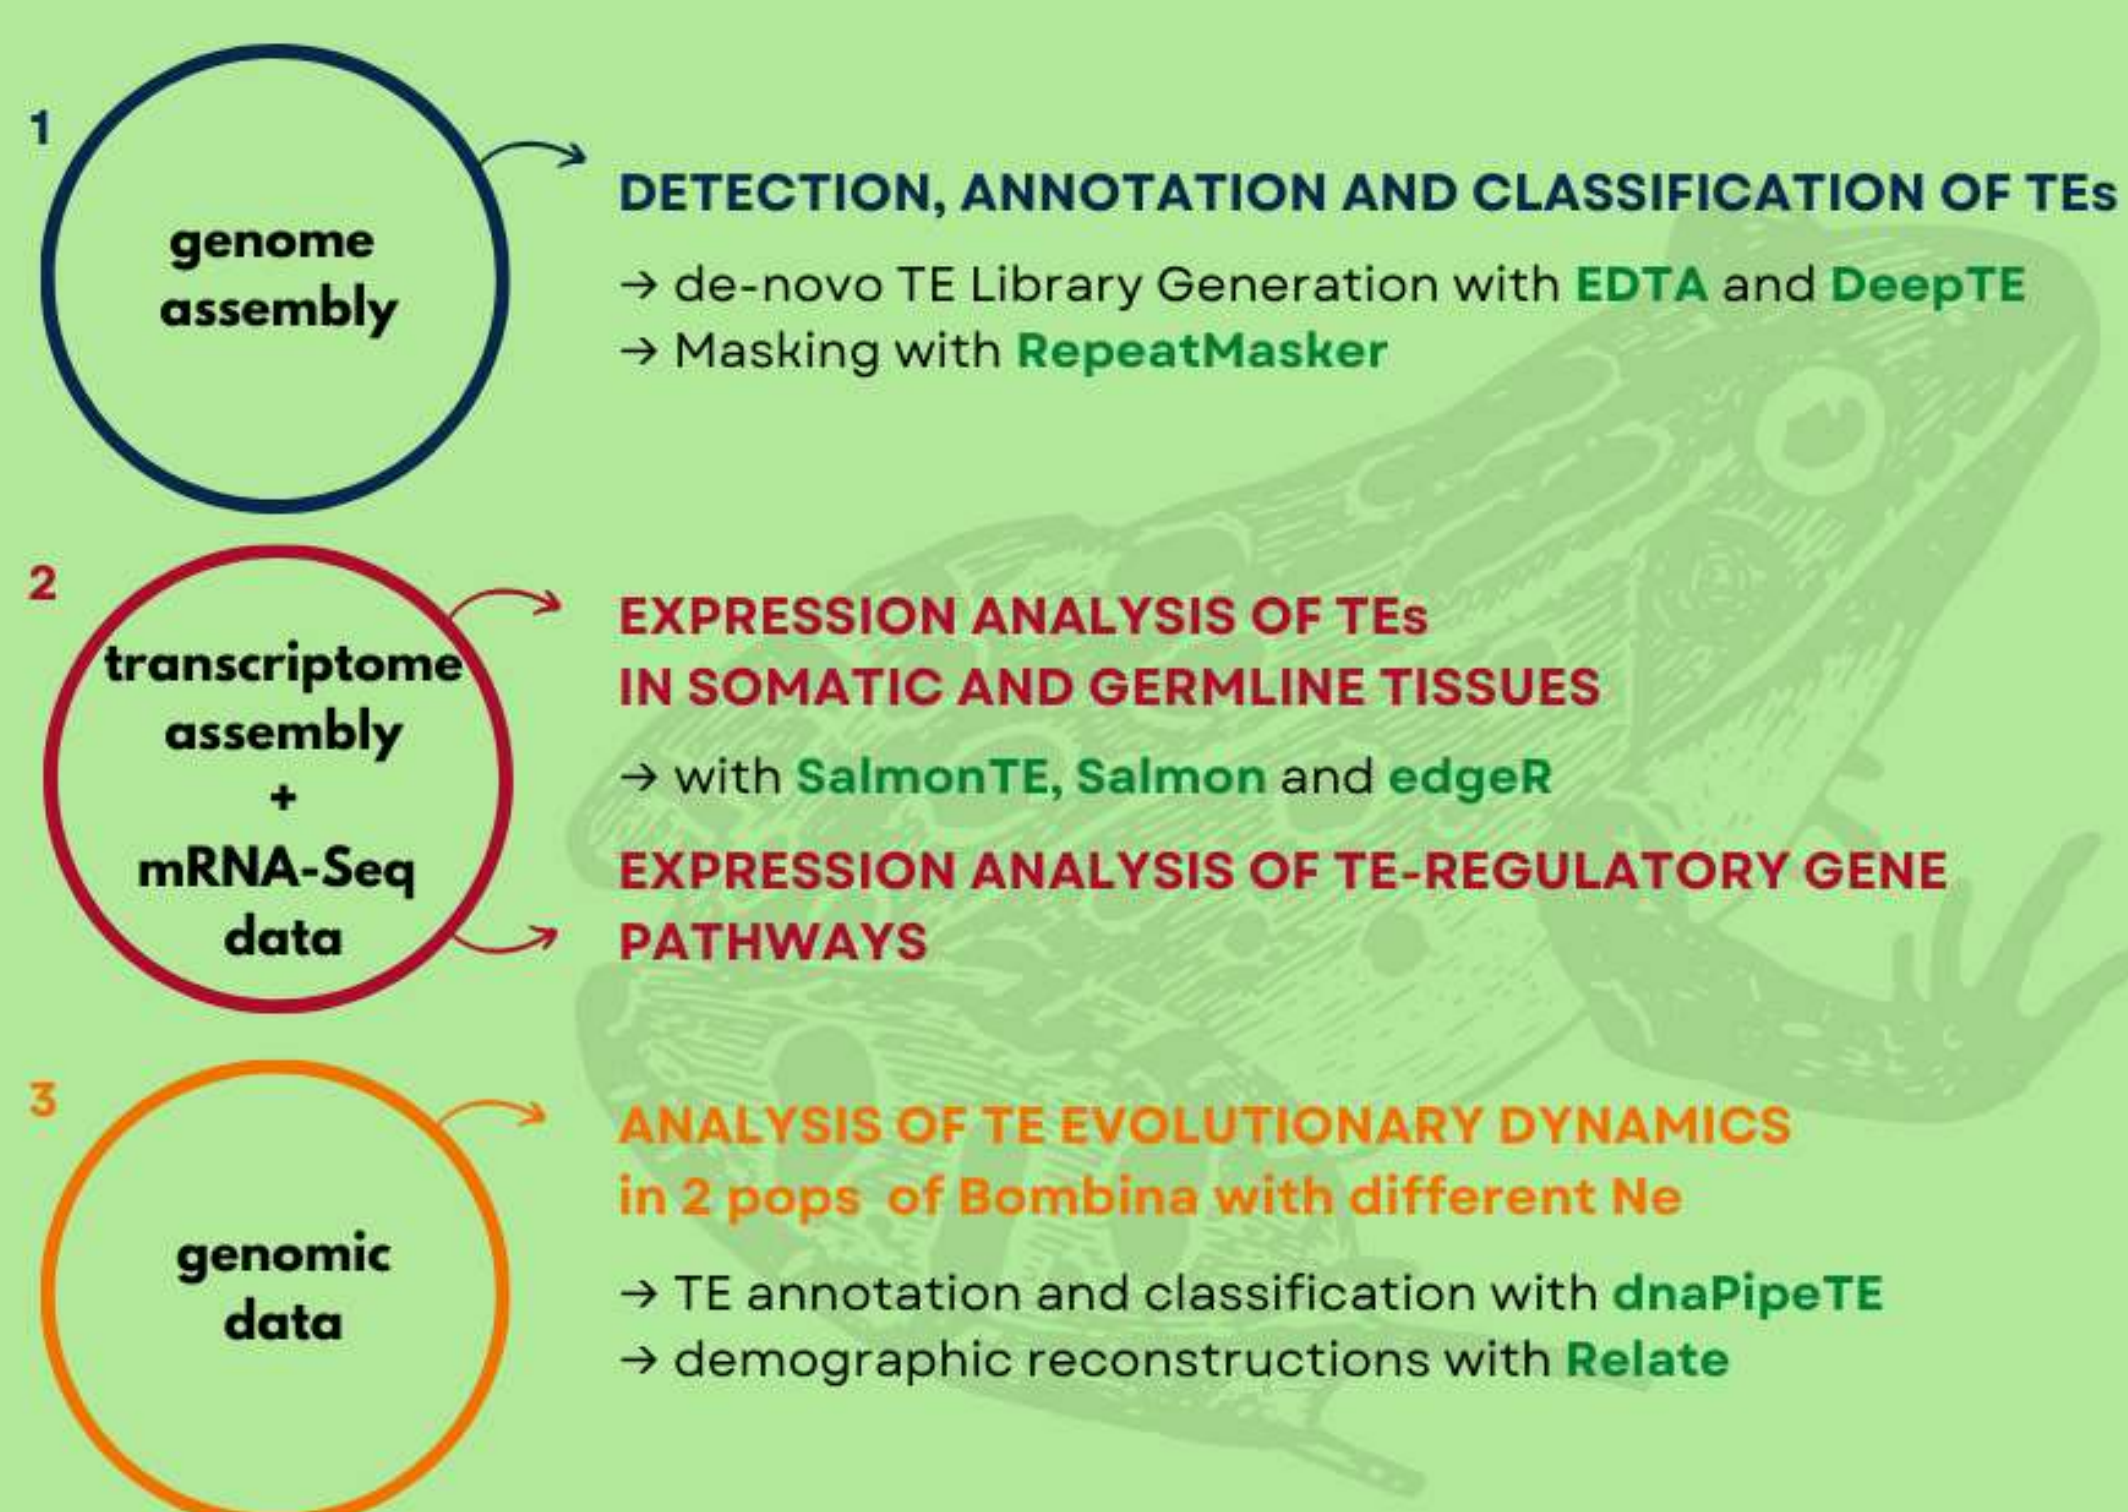 1
genome
assembly
DETECTION, ANNOTATION AND CLASSIFICATION OF TEs
→ de-novo TE Library Generation with EDTA and DeepTE
→ Masking with RepeatMasker
2
transcriptome
assembly
+
mRNA-Seq
data
EXPRESSION ANALYSIS OF TEs
IN SOMATIC AND GERMLINE TISSUES
→ with SalmonTE, Salmon and edgeR
EXPRESSION ANALYSIS OF TE-REGULATORY GENE
PATHWAYS
3
genomic
data
ANALYSIS OF TE EVOLUTIONARY DYNAMICS
in 2 pops of Bombina with different Ne
→ TE annotation and classification with dnaPipeTE
→ demographic reconstructions with Relate